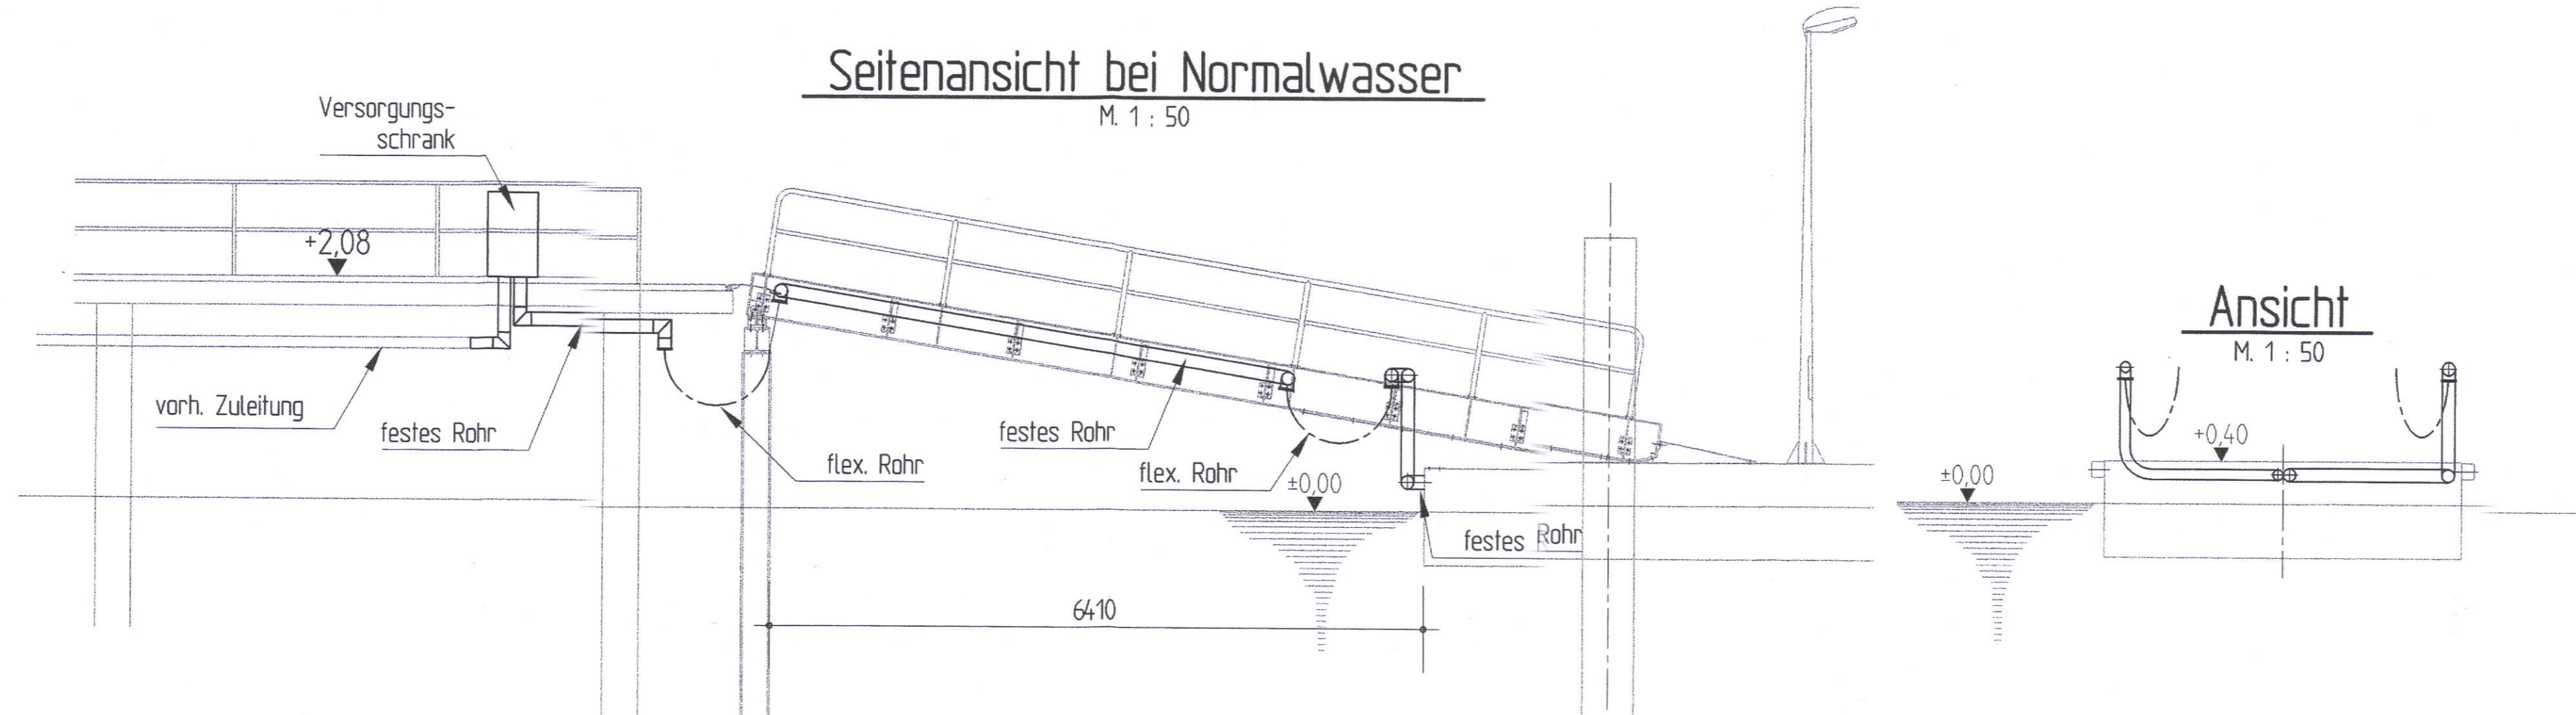 Seitenansicht bei Normalwasser
M. 1 : 50
Versorgungs-
schrank
+2,08
vorh. Zuleitung
festes Rohr
flex. Rohr
festes Rohr
flex. Rohr
±0,00
festes Rohr
6410
±0,00
Ansicht
M. 1 : 50
+0,40